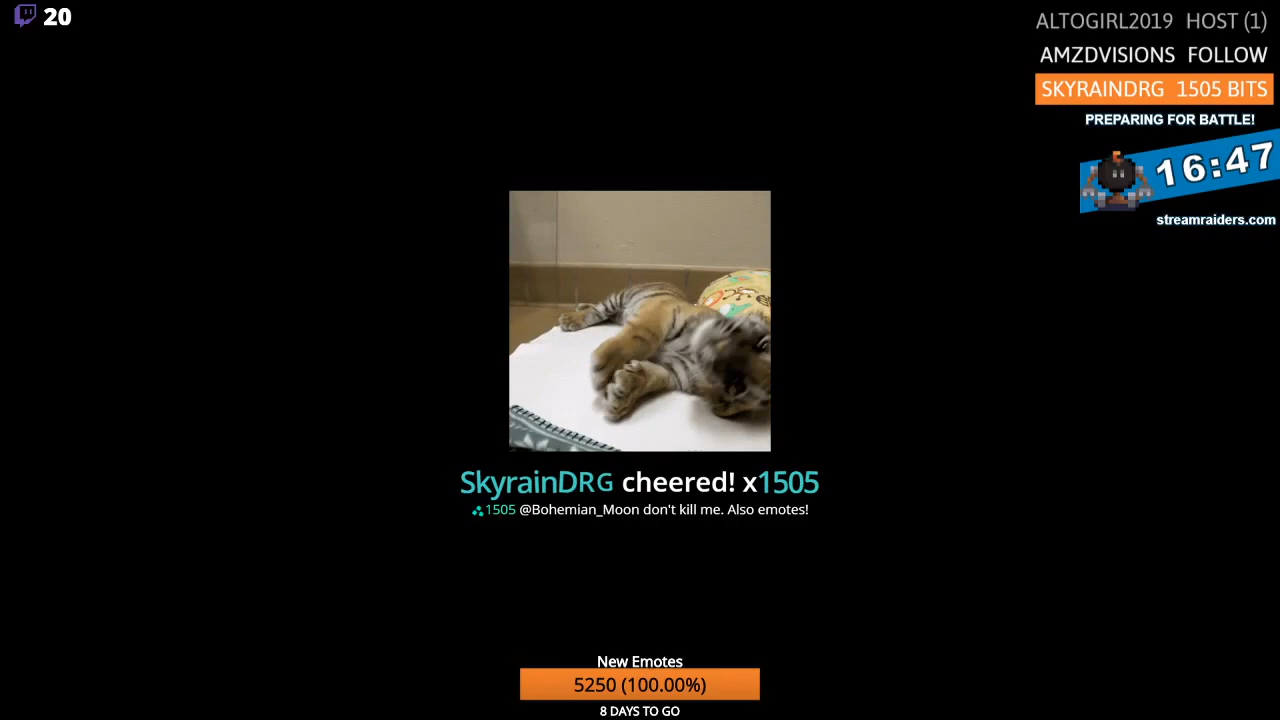 20
ALTOGIRL2019 HOST (1)
AMZDVISIONS FOLLOW
SKYRAINDRG 1505 BITS
PREPARING FOR BATTLE!
16:47
streamraiders.com
SkyrainDRG cheered! x1505
1505 @Bohemian_Moon don't kill me. Also emotes!
New Emotes
5250 (100.00%)
8 DAYS TO GO